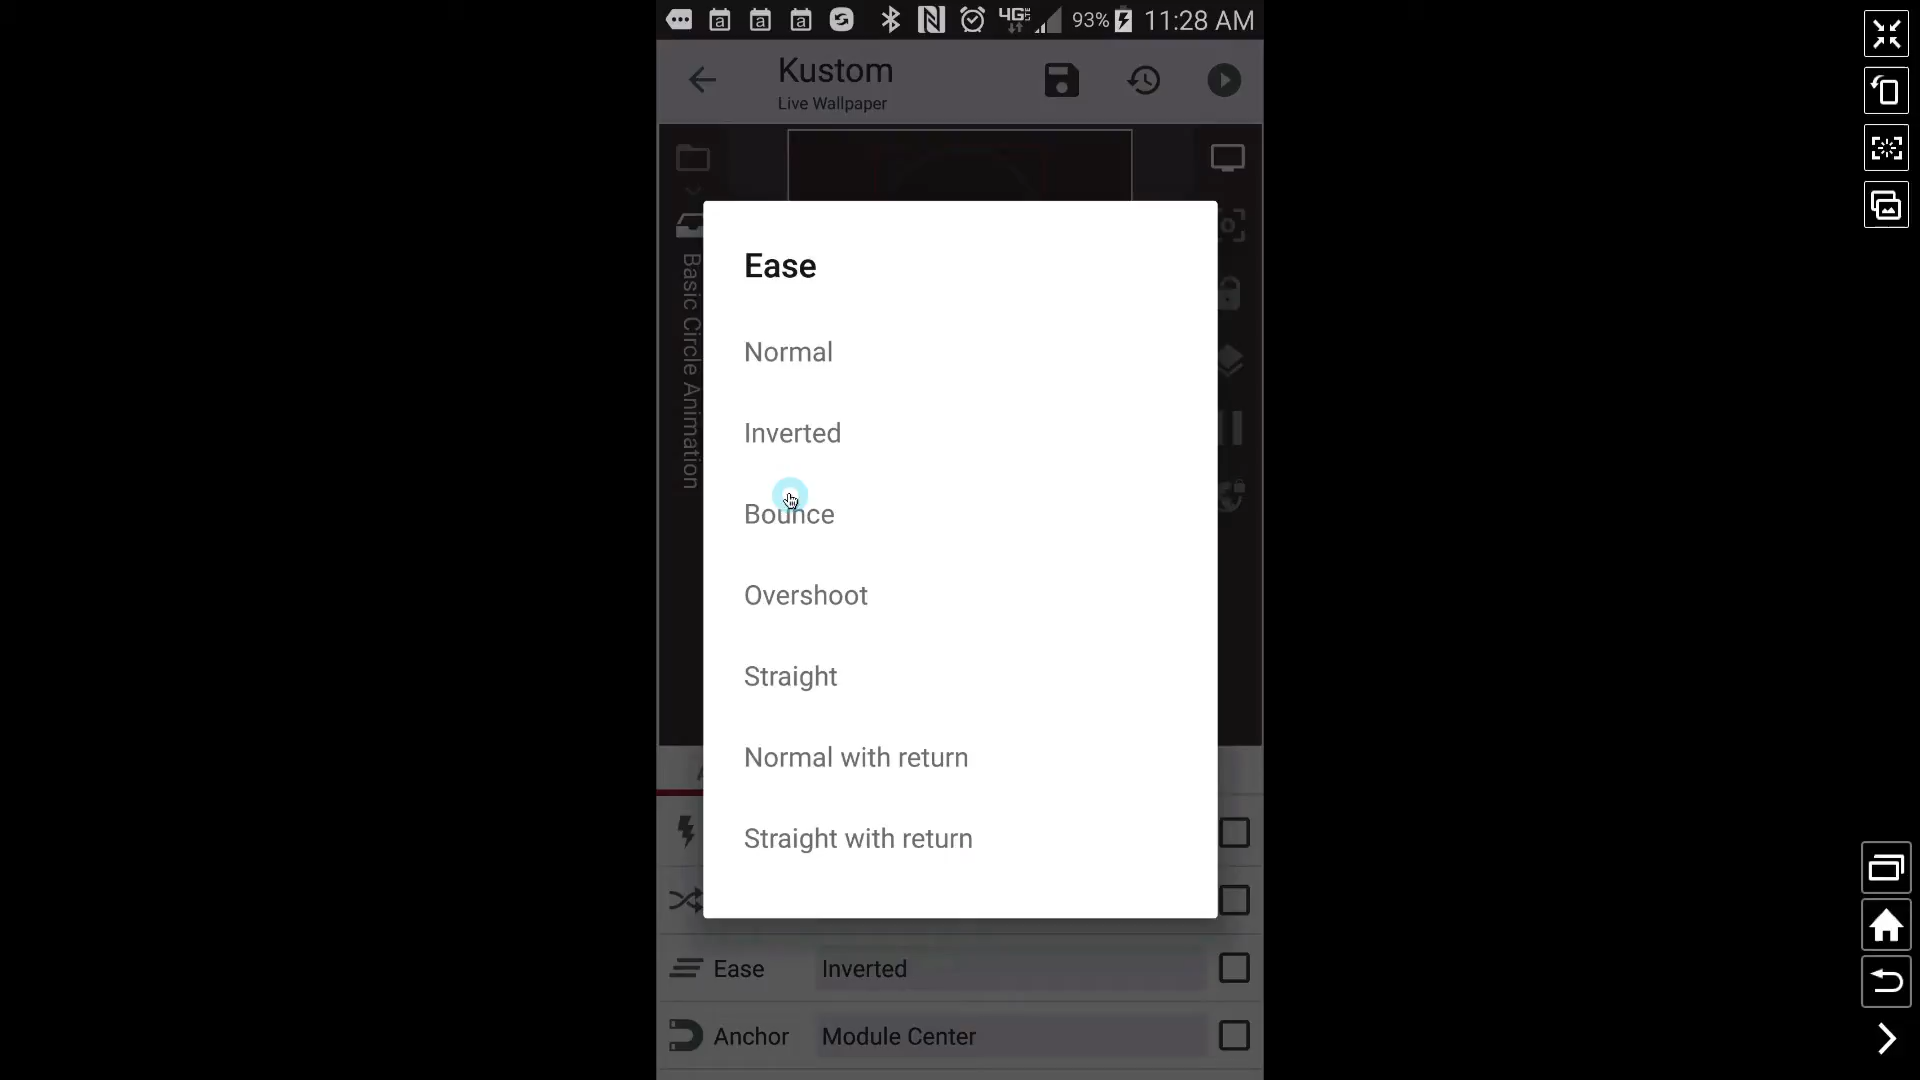 93% 11:28 AM
Kustom
Live Wallpaper
Basic Circle Animation
Ease
Normal
Inverted
Bounce
Overshoot
Straight
Normal with return
Straight with return
Ease Inverted
Anchor Module Center